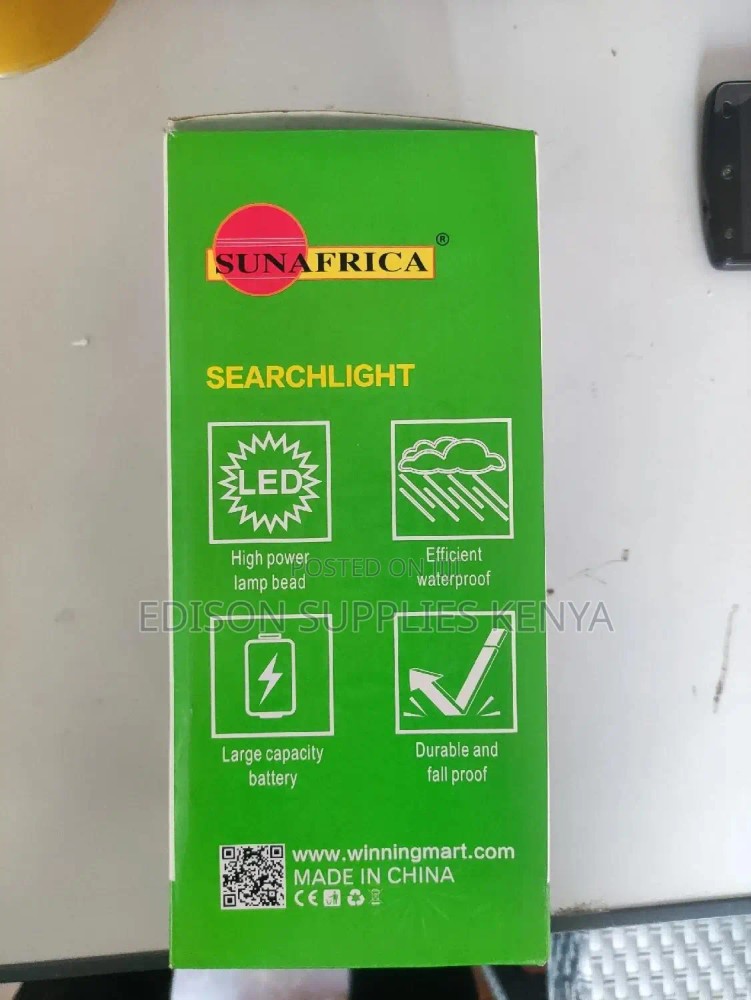 SUNAFRICA ®
SEARCHLIGHT
LED
High power
lamp bead
Efficient
waterproof
POSTED ON
EDISON SUPPLIES KENYA
Large capacity
battery
Durable and
fall proof
www.winningmart.com
MADE IN CHINA
CE